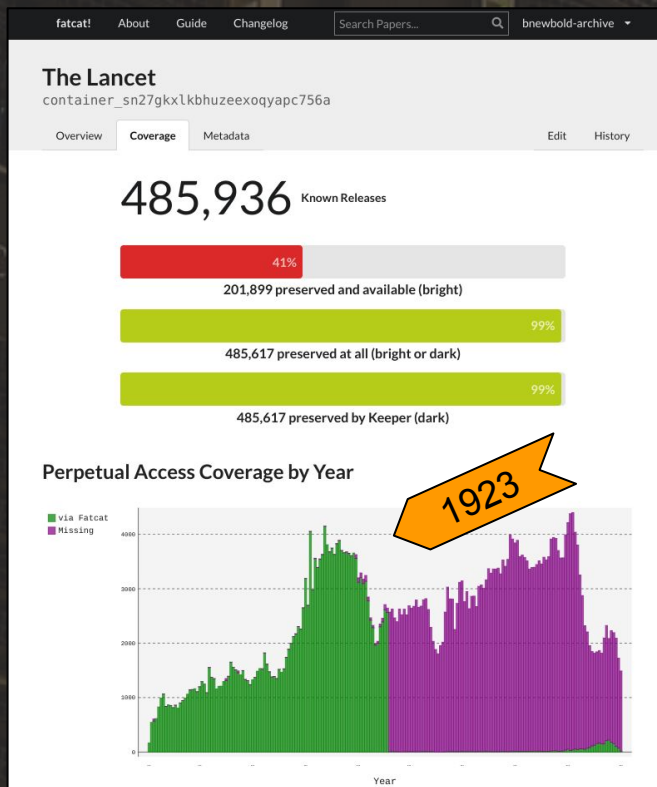 fatcat! About Guide Changelog Search Papers... bnewbold-archive
The Lancet
container_sn27gkxlkbhuzeexoqyapc756a
Overview Coverage Metadata Edit History
485,936 Known Releases
41%
201,899 preserved and available (bright)
99%
485,617 preserved at all (bright or dark)
99%
485,617 preserved by Keeper (dark)
Perpetual Access Coverage by Year
1923
via Fatcat
Missing
4000
3000
2000
1000
0
Year